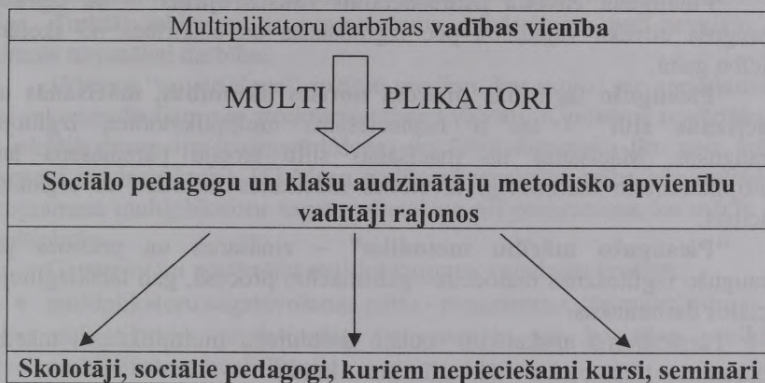 Multiplikatoru darbības vadības vienība
MULTI PLIKATORI
Sociālo pedagogu un klašu audzinātāju metodisko apvienību
vadītāji rajonos
Skolotāji, sociālie pedagogi, kuriem nepieciešami kursi, semināri